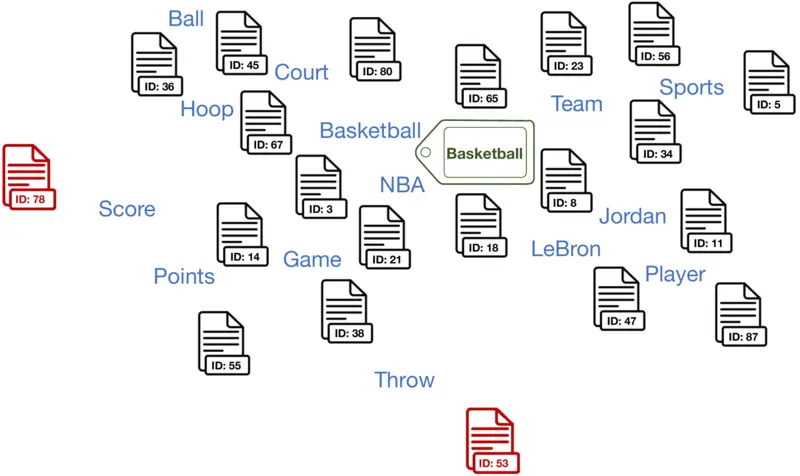 Ball
ID: 45
ID: 36
Court
ID: 80
ID: 65
ID: 23
Team
ID: 56
Sports
ID: 5
Hoop
ID: 67
Basketball
Basketball
ID: 34
NBA
ID: 78
Score
ID: 3
ID: 8
Jordan
ID: 11
ID: 14
Points
Game
ID: 21
ID: 18
LeBron
Player
ID: 47
ID: 87
ID: 38
ID: 55
Throw
ID: 53